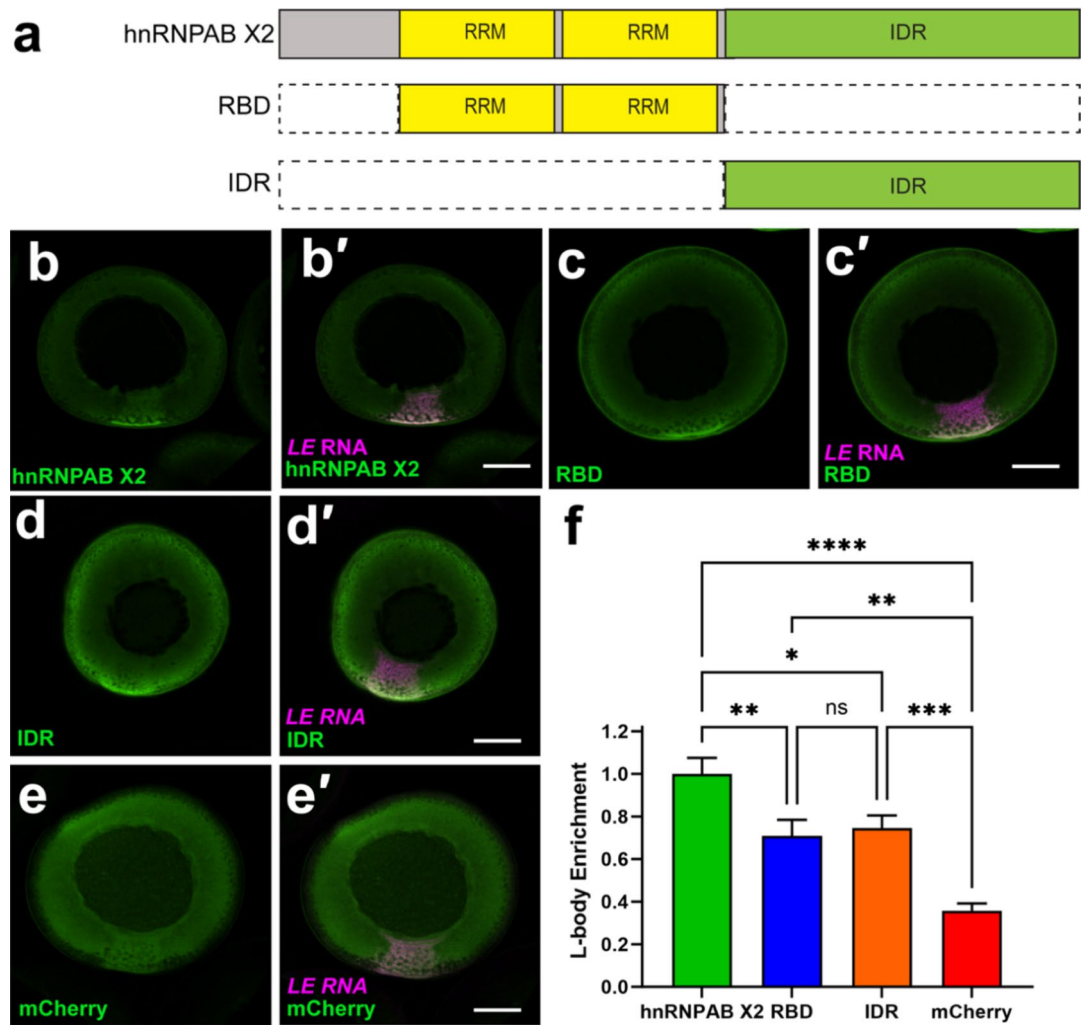 a
hnRNPAB X2 RRM RRM IDR
RBD RRM RRM
IDR IDR
b b′ c c′
hnRNPAB X2
LE RNA
hnRNPAB X2
RBD
LE RNA
RBD
d d′
IDR
LE RNA
IDR
e e′
mCherry
LE RNA
mCherry
f
****
**
*
** ns ***
L-body Enrichment
1.2
1.0
0.8
0.6
0.4
0.2
0.0
hnRNPAB X2 RBD IDR mCherry